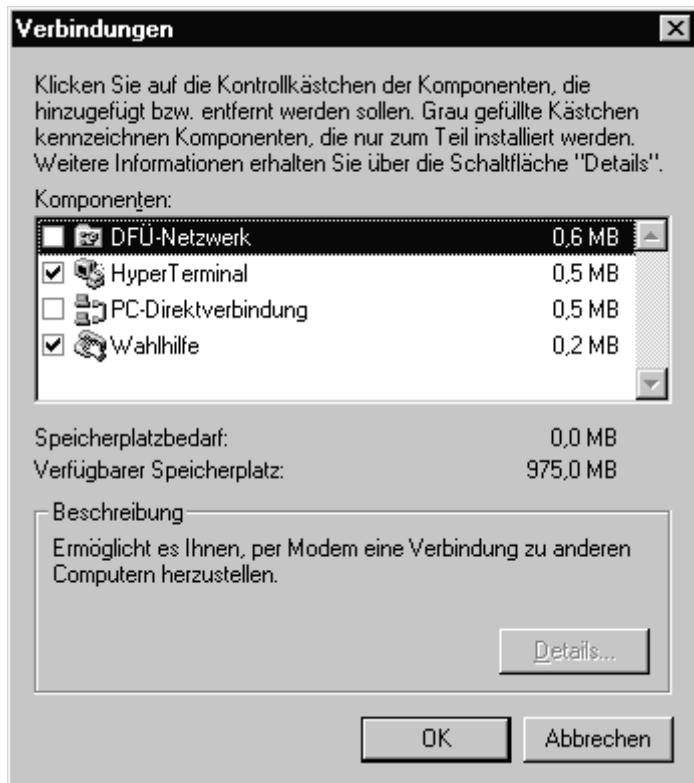 Verbindungen
Klicken Sie auf die Kontrollkästchen der Komponenten, die
hinzugefügt bzw. entfernt werden sollen. Grau gefüllte Kästchen
kennzeichnen Komponenten, die nur zum Teil installiert werden.
Weitere Informationen erhalten Sie über die Schaltfläche "Details".
Komponenten:
DFÜ-Netzwerk 0,6 MB
HyperTerminal 0,5 MB
PC-Direktverbindung 0,5 MB
Wahlhilfe 0,2 MB
Speicherplatzbedarf: 0,0 MB
Verfügbarer Speicherplatz: 975,0 MB
Beschreibung
Ermöglicht es Ihnen, per Modem eine Verbindung zu anderen
Computern herzustellen.
Details...
OK Abbrechen